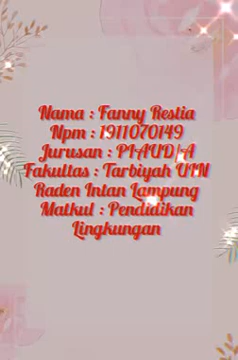 Nama : Fanny Restia
Npm : 1911070149
Jurusan : PIAUD/A
Fakultas : Tarbiyah UIN
Raden Intan Lampung
Matkul : Pendidikan
Lingkungan